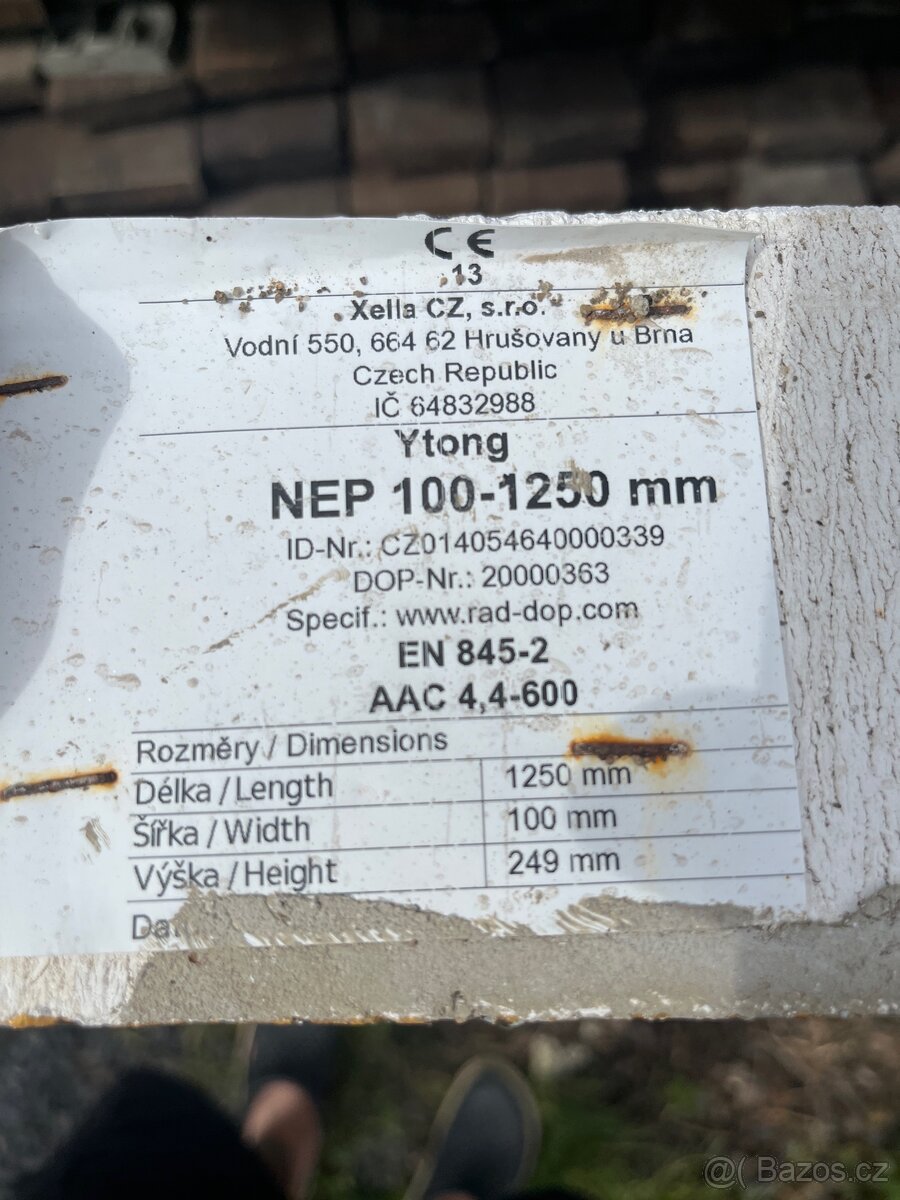 CE
13
Xella CZ, s.r.o.
Vodní 550, 664 62 Hrušovany u Brna
Czech Republic
IČ 64832988
Ytong
NEP 100-1250 mm
ID-Nr.: CZ014054640000339
DOP-Nr.: 20000363
Specif.: www.rad-dop.com
EN 845-2
AAC 4,4-600
Rozměry / Dimensions
Délka / Length 1250 mm
Šířka / Width 100 mm
Výška / Height 249 mm
@( Bazos.cz